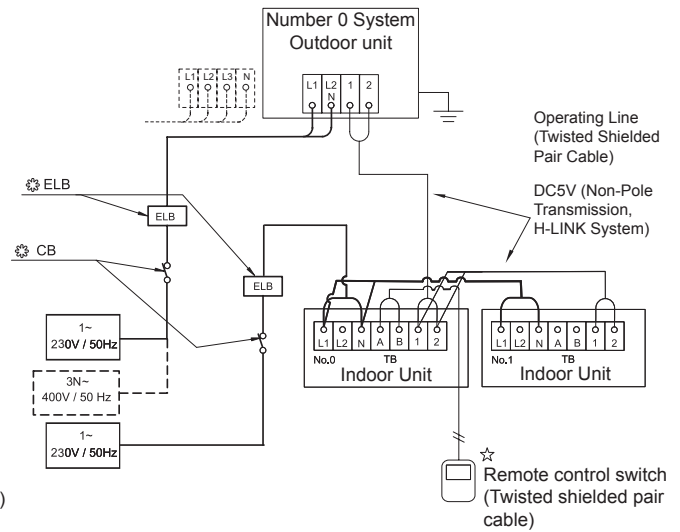 Number 0 System
Outdoor unit
L1 L2 L3 N
L1 L2 N 1 2
Operating Line
(Twisted Shielded
Pair Cable)
DC5V (Non-Pole
Transmission,
H-LINK System)
ELB
ELB
CB
ELB
1~
230V / 50Hz
3N~
400V / 50 Hz
1~
230V / 50Hz
L1 L2 N A B 1 2
No.0 TB
Indoor Unit
L1 L2 N A B 1 2
No.1 TB
Indoor Unit
Remote control switch
(Twisted shielded pair
cable)
)